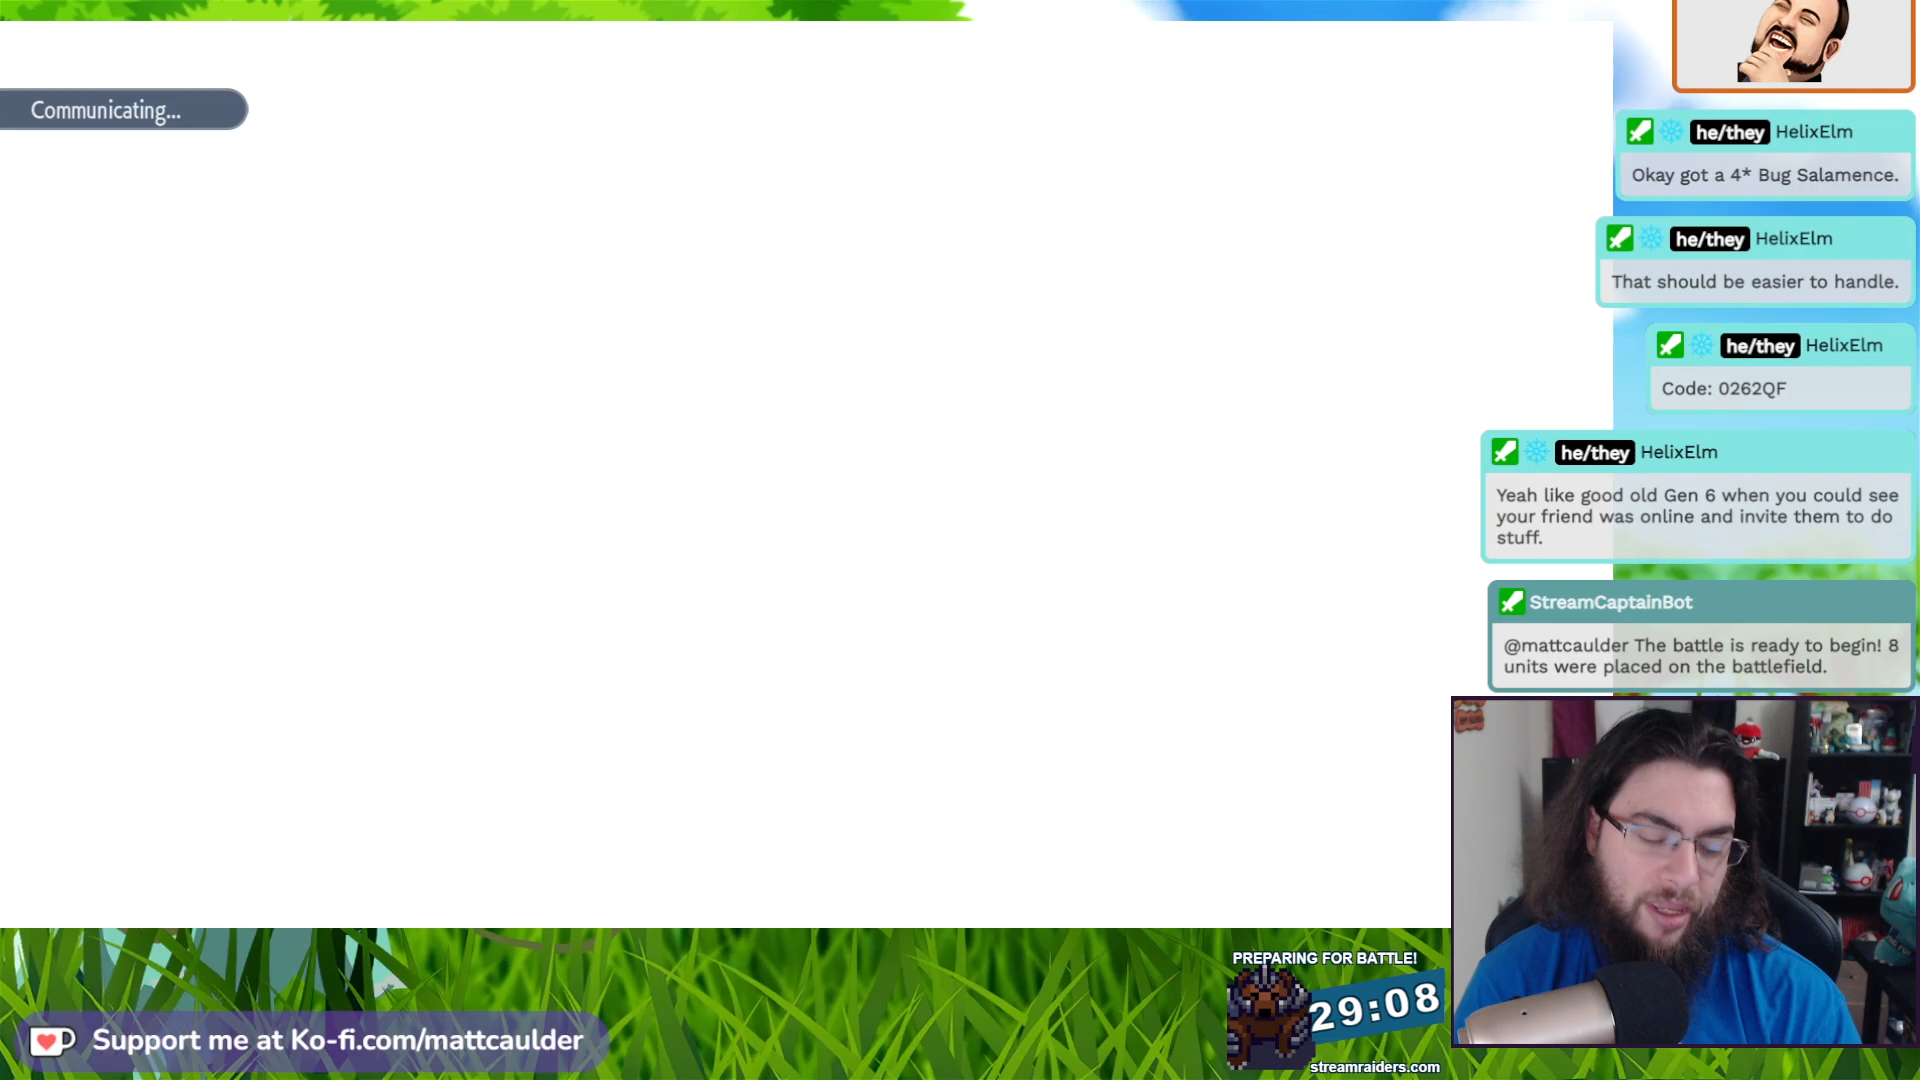 Communicating...
he/they HelixElm
Okay got a 4* Bug Salamence.
he/they HelixElm
That should be easier to handle.
he/they HelixElm
Code: 0262QF
he/they HelixElm
Yeah like good old Gen 6 when you could see
your friend was online and invite them to do
stuff.
StreamCaptainBot
@mattcaulder The battle is ready to begin! 8
units were placed on the battlefield.
PREPARING FOR BATTLE!
29:08
streamraiders.com
Support me at Ko-fi.com/mattcaulder